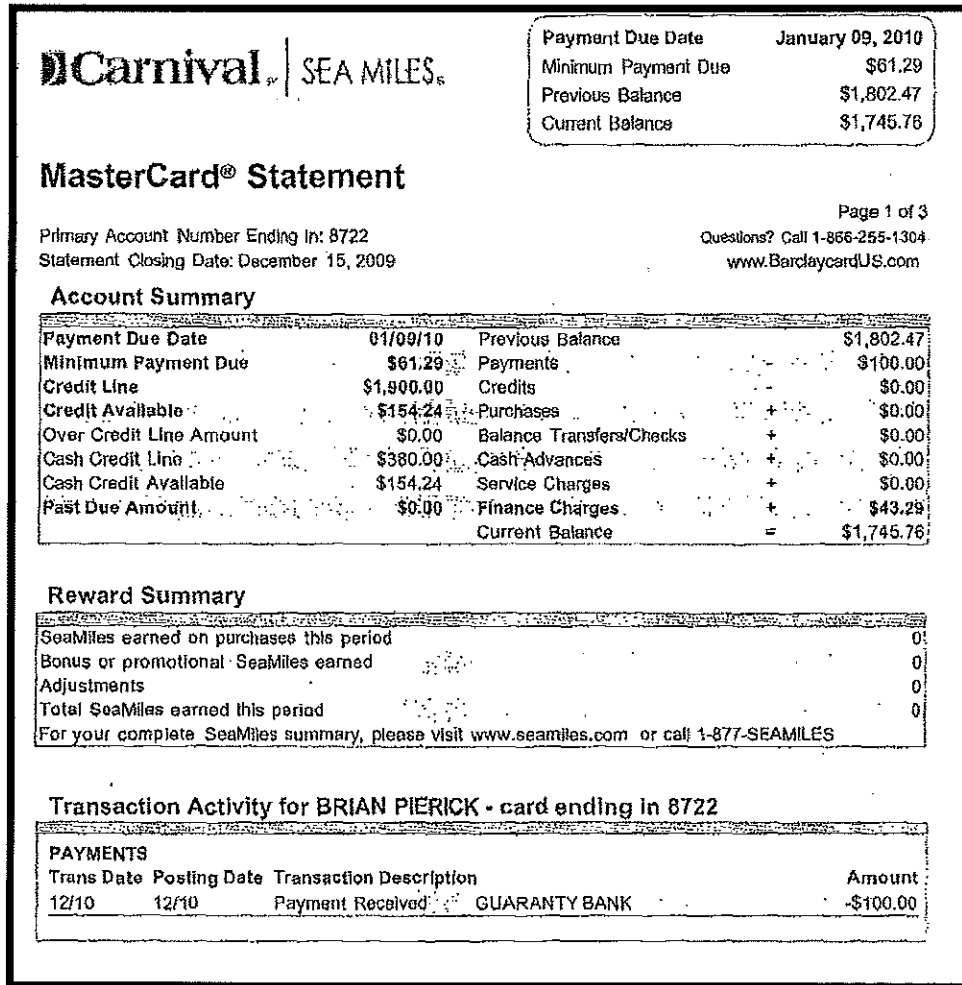 Carnival® | SEA MILES®
Payment Due Date January 09, 2010
Minimum Payment Due $61.29
Previous Balance $1,802.47
Current Balance $1,745.76
MasterCard® Statement
Page 1 of 3
Primary Account Number Ending In: 8722
Questions? Call 1-866-255-1304
Statement Closing Date: December 15, 2009
www.BarclaycardUS.com
Account Summary
Payment Due Date 01/09/10 Previous Balance $1,802.47
Minimum Payment Due $61.29 Payments - $100.00
Credit Line $1,900.00 Credits - $0.00
Credit Available $154.24 Purchases + $0.00
Over Credit Line Amount $0.00 Balance Transfers/Checks + $0.00
Cash Credit Line $380.00 Cash Advances + $0.00
Cash Credit Available $154.24 Service Charges + $0.00
Past Due Amount $0.00 Finance Charges + $43.29
Current Balance = $1,745.76
Reward Summary
SeaMiles earned on purchases this period 0
Bonus or promotional SeaMiles earned 0
Adjustments 0
Total SeaMiles earned this period 0
For your complete SeaMiles summary, please visit www.seamiles.com or call 1-877-SEAMILES
Transaction Activity for BRIAN PIERICK - card ending in 8722
PAYMENTS
Trans Date Posting Date Transaction Description Amount
12/10 12/10 Payment Received GUARANTY BANK -$100.00